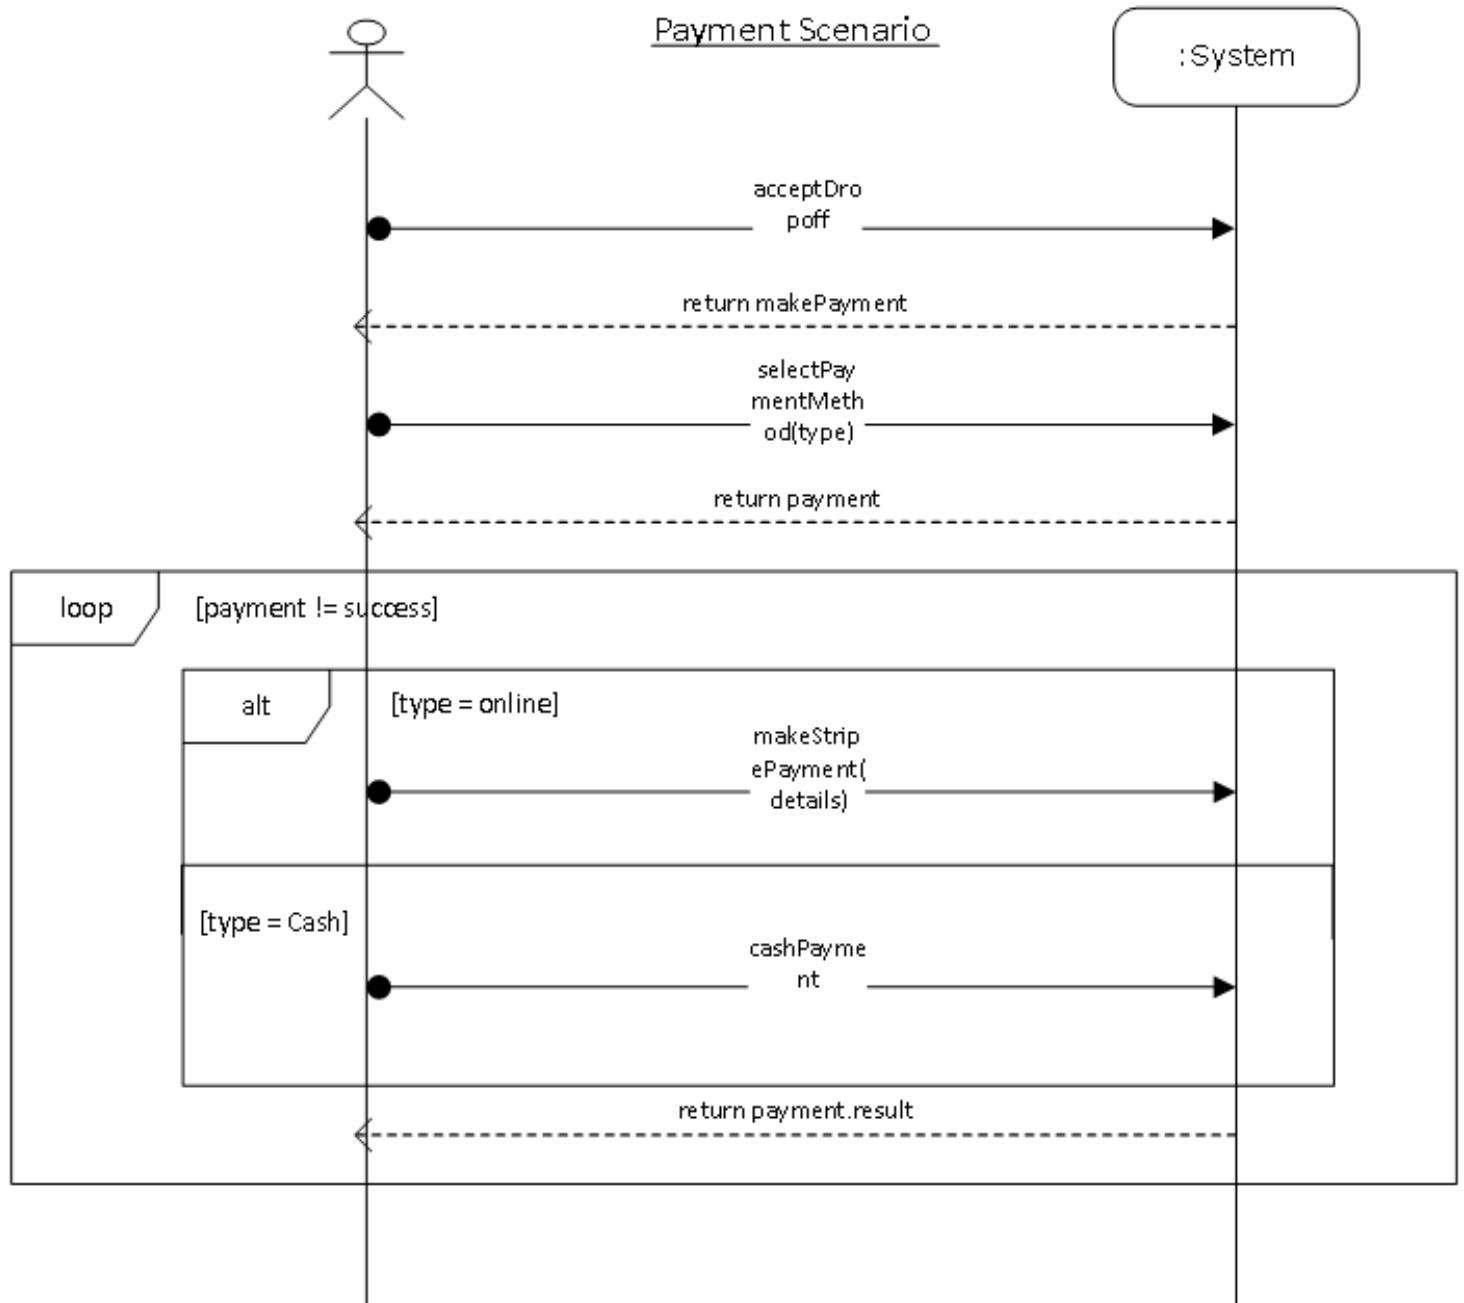 Payment Scenario
:System
acceptDro
poff
return makePayment
selectPay
mentMeth
od(type)
return payment
loop
[payment != success]
alt
[type = online]
makeStrip
ePayment(
details)
[type = Cash]
cashPayme
nt
return payment.result